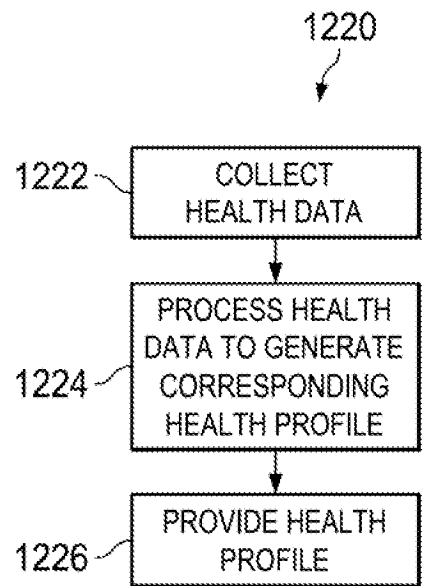 1220
1222
COLLECT
HEALTH DATA
1224
PROCESS HEALTH
DATA TO GENERATE
CORRESPONDING
HEALTH PROFILE
1226
PROVIDE HEALTH
PROFILE